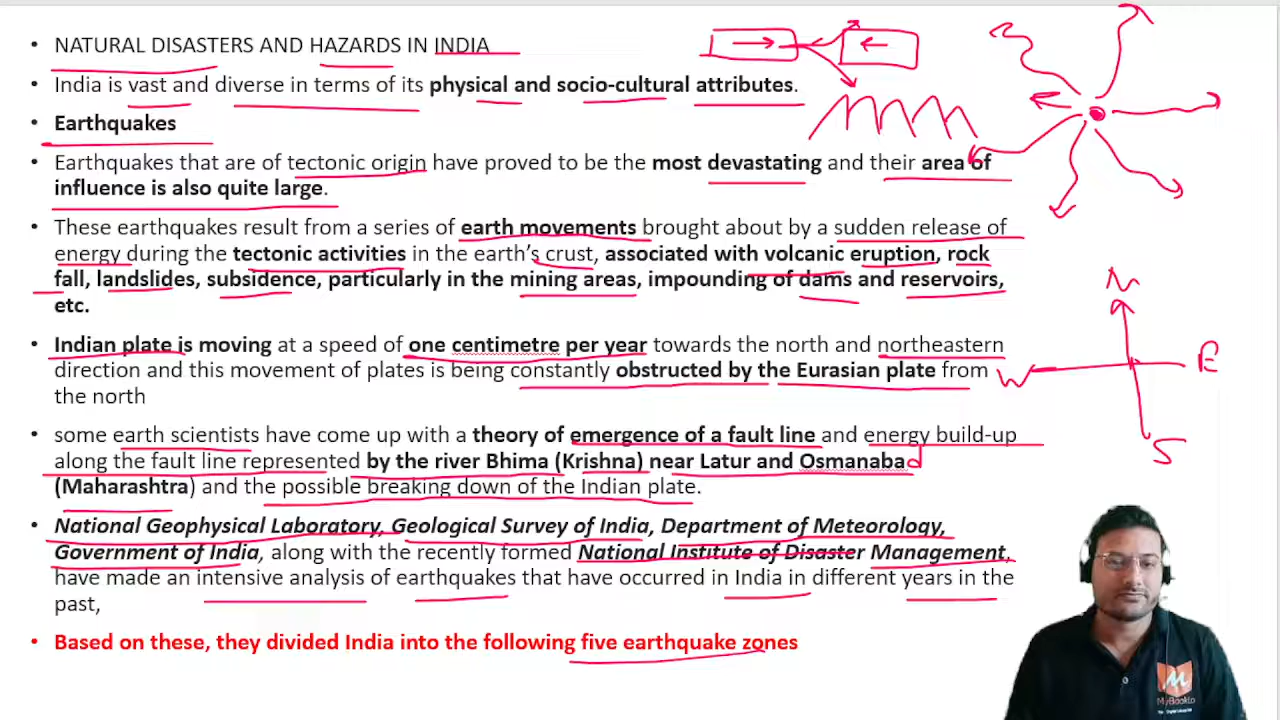 • NATURAL DISASTERS AND HAZARDS IN INDIA
• India is vast and diverse in terms of its physical and socio-cultural attributes.
• Earthquakes
• Earthquakes that are of tectonic origin have proved to be the most devastating and their area of
influence is also quite large.
• These earthquakes result from a series of earth movements brought about by a sudden release of
energy during the tectonic activities in the earth's crust, associated with volcanic eruption, rock
fall, landslides, subsidence, particularly in the mining areas, impounding of dams and reservoirs,
etc.
• Indian plate is moving at a speed of one centimetre per year towards the north and northeastern
direction and this movement of plates is being constantly obstructed by the Eurasian plate from
the north
• some earth scientists have come up with a theory of emergence of a fault line and energy build-up
along the fault line represented by the river Bhima (Krishna) near Latur and Osmanabad
(Maharashtra) and the possible breaking down of the Indian plate.
• National Geophysical Laboratory, Geological Survey of India, Department of Meteorology,
Government of India, along with the recently formed National Institute of Disaster Management,
have made an intensive analysis of earthquakes that have occurred in India in different years in the
past,
• Based on these, they divided India into the following five earthquake zones
N
W
E
S
M
MyBookto